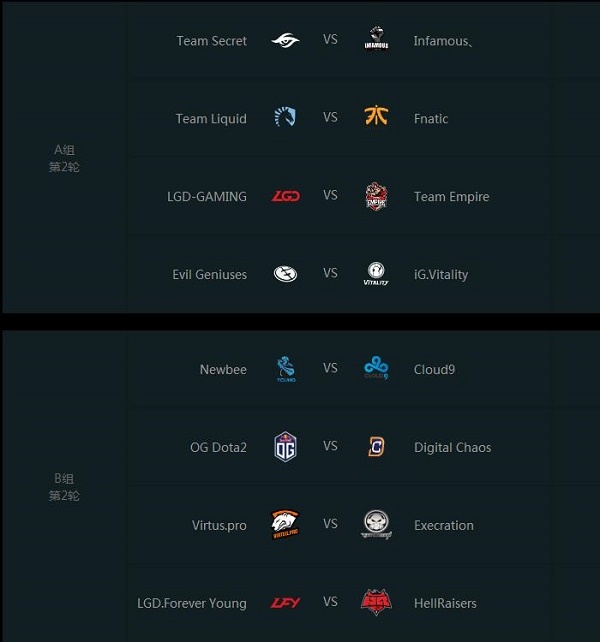 Team Secret VS INFAMOUS Infamous、
Team Liquid VS Fnatic
A组
第2轮
LGD-GAMING LGD VS EMPIRE Team Empire
Evil Geniuses VS VITALITY iG.Vitality
Newbee YOUNG VS CLOUD9 Cloud9
OG Dota2 OG VS Digital Chaos
B组
第2轮
Virtus.pro VIRTUS.PRO VS Execration
LGD.Forever Young LFY VS HellRaisers